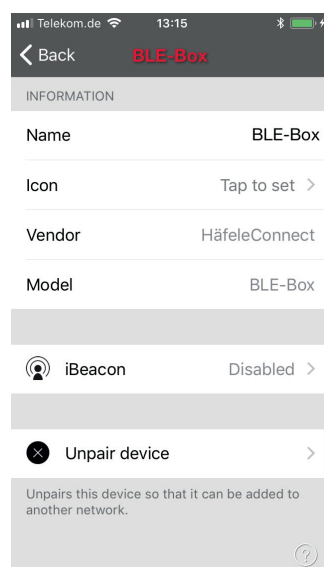 Telekom.de 13:15
Back BLE-Box
INFORMATION
Name BLE-Box
Icon Tap to set
Vendor HäfeleConnect
Model BLE-Box
iBeacon Disabled
Unpair device
Unpairs this device so that it can be added to
another network.
?